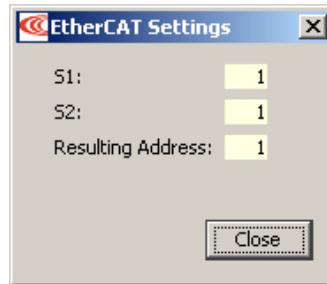 EtherCAT Settings
S1: 1
S2: 1
Resulting Address: 1
Close